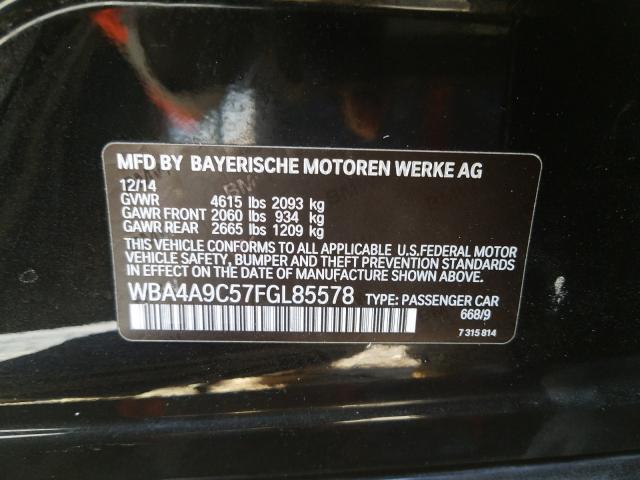 MFD BY BAYERISCHE MOTOREN WERKE AG
12/14
GVWR 4615 lbs 2093 kg
GAWR FRONT 2060 lbs 934 kg
GAWR REAR 2665 lbs 1209 kg
THIS VEHICLE CONFORMS TO ALL APPLICABLE U.S.FEDERAL MOTOR
VEHICLE SAFETY, BUMPER AND THEFT PREVENTION STANDARDS
IN EFFECT ON THE DATE OF MANUFACTURE SHOWN ABOVE.
WBA4A9C57FGL85578 TYPE: PASSENGER CAR
668/9
7 315 814